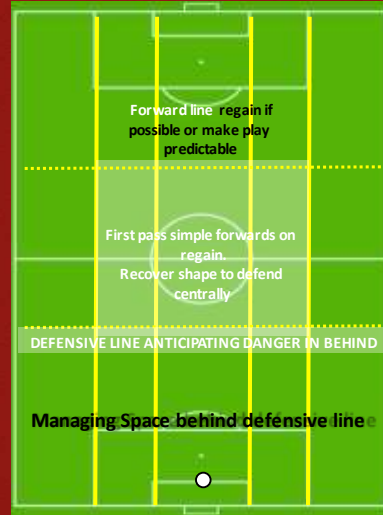 Forward line regain if
possible or make play
predictable
First pass simple forwards on
regain.
Recover shape to defend
centrally
DEFENSIVE LINE ANTICIPATING DANGER IN BEHIND
Managing Space behind defensive line